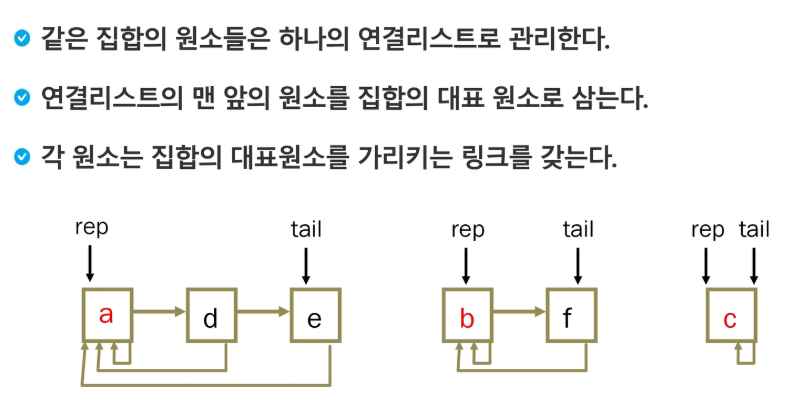 같은 집합의 원소들은 하나의 연결리스트로 관리한다.
연결리스트의 맨 앞의 원소를 집합의 대표 원소로 삼는다.
각 원소는 집합의 대표원소를 가리키는 링크를 갖는다.
rep tail rep tail rep tail
a d e b f c